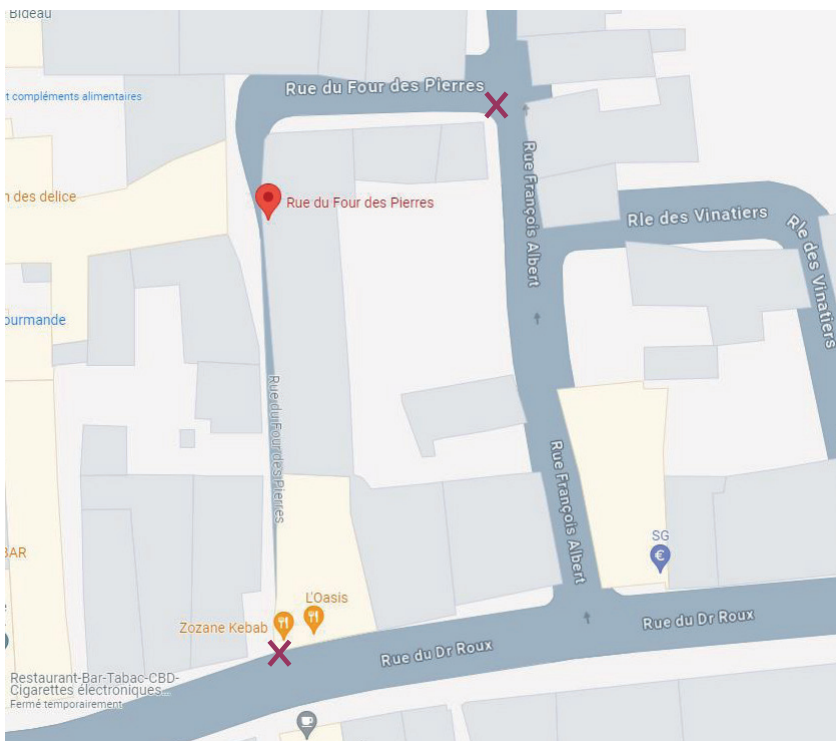 Bideau
Rue du Four des Pierres
t compléments alimentaires
Rue François Albert
n des délice
Rue du Four des Pierres
Rle des Vinatiers
Rle des Vinatiers
ourmande
Rue du Four des Pierres
Rue François Albert
SG
BAR
L'Oasis
Zozane Kebab
Rue du Dr Roux
Rue du Dr Roux
Restaurant-Bar-Tabac-CBD-
Cigarettes électroniques...
Fermé temporairement